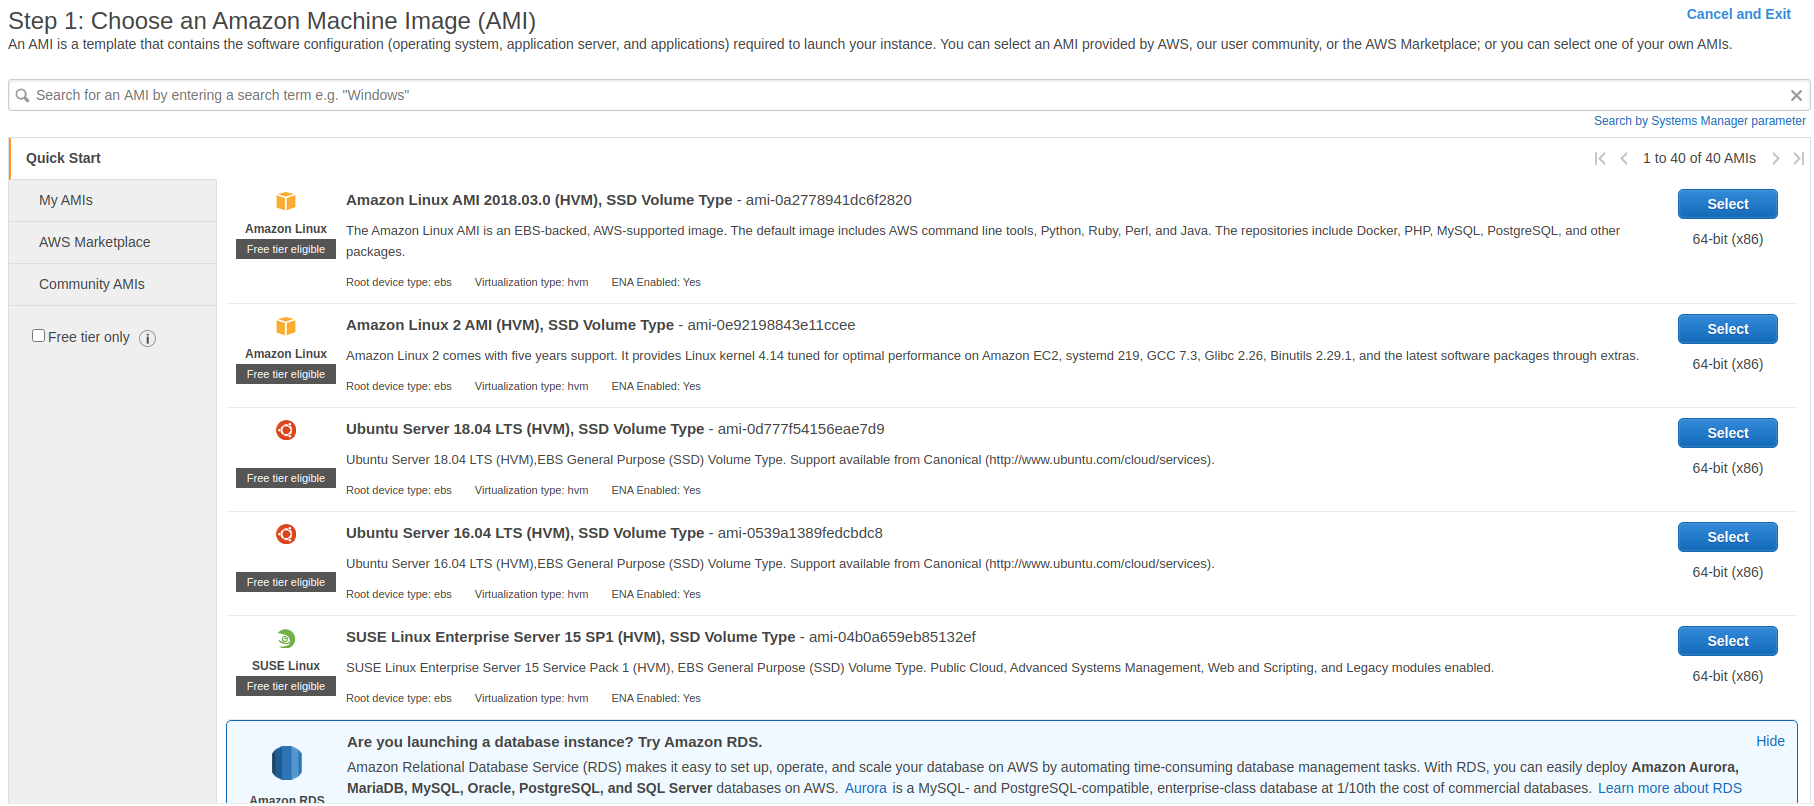 Step 1: Choose an Amazon Machine Image (AMI)
Cancel and Exit
An AMI is a template that contains the software configuration (operating system, application server, and applications) required to launch your instance. You can select an AMI provided by AWS, our user community, or the AWS Marketplace; or you can select one of your own AMIs.
Search for an AMI by entering a search term e.g. "Windows"
Search by Systems Manager parameter
Quick Start
1 to 40 of 40 AMIs
My AMIs
AWS Marketplace
Community AMIs
Free tier only
Amazon Linux
Free tier eligible
Amazon Linux AMI 2018.03.0 (HVM), SSD Volume Type - ami-0a2778941dc6f2820
The Amazon Linux AMI is an EBS-backed, AWS-supported image. The default image includes AWS command line tools, Python, Ruby, Perl, and Java. The repositories include Docker, PHP, MySQL, PostgreSQL, and other
packages.
Root device type: ebs Virtualization type: hvm ENA Enabled: Yes
Select
64-bit (x86)
Amazon Linux
Free tier eligible
Amazon Linux 2 AMI (HVM), SSD Volume Type - ami-0e92198843e11ccee
Amazon Linux 2 comes with five years support. It provides Linux kernel 4.14 tuned for optimal performance on Amazon EC2, systemd 219, GCC 7.3, Glibc 2.26, Binutils 2.29.1, and the latest software packages through extras.
Root device type: ebs Virtualization type: hvm ENA Enabled: Yes
Select
64-bit (x86)
Free tier eligible
Ubuntu Server 18.04 LTS (HVM), SSD Volume Type - ami-0d777f54156eae7d9
Ubuntu Server 18.04 LTS (HVM),EBS General Purpose (SSD) Volume Type. Support available from Canonical (http://www.ubuntu.com/cloud/services).
Root device type: ebs Virtualization type: hvm ENA Enabled: Yes
Select
64-bit (x86)
Free tier eligible
Ubuntu Server 16.04 LTS (HVM), SSD Volume Type - ami-0539a1389fedcbdc8
Ubuntu Server 16.04 LTS (HVM),EBS General Purpose (SSD) Volume Type. Support available from Canonical (http://www.ubuntu.com/cloud/services).
Root device type: ebs Virtualization type: hvm ENA Enabled: Yes
Select
64-bit (x86)
SUSE Linux
Free tier eligible
SUSE Linux Enterprise Server 15 SP1 (HVM), SSD Volume Type - ami-04b0a659eb85132ef
SUSE Linux Enterprise Server 15 Service Pack 1 (HVM), EBS General Purpose (SSD) Volume Type. Public Cloud, Advanced Systems Management, Web and Scripting, and Legacy modules enabled.
Root device type: ebs Virtualization type: hvm ENA Enabled: Yes
Select
64-bit (x86)
Amazon RDS
Are you launching a database instance? Try Amazon RDS.
Hide
Amazon Relational Database Service (RDS) makes it easy to set up, operate, and scale your database on AWS by automating time-consuming database management tasks. With RDS, you can easily deploy Amazon Aurora,
MariaDB, MySQL, Oracle, PostgreSQL, and SQL Server databases on AWS. Aurora is a MySQL- and PostgreSQL-compatible, enterprise-class database at 1/10th the cost of commercial databases. Learn more about RDS